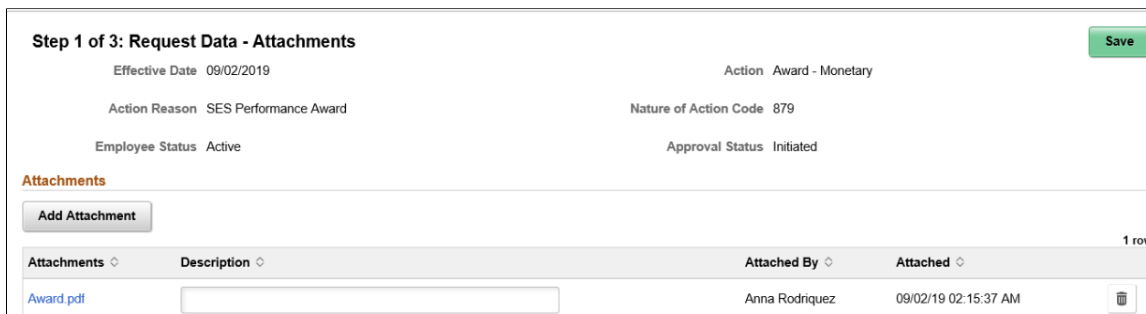 Step 1 of 3: Request Data - Attachments
Save
Effective Date 09/02/2019
Action Award - Monetary
Action Reason SES Performance Award
Nature of Action Code 879
Employee Status Active
Approval Status Initiated
Attachments
Add Attachment
1 row
Attachments Description Attached By Attached
Award.pdf Anna Rodriquez 09/02/19 02:15:37 AM